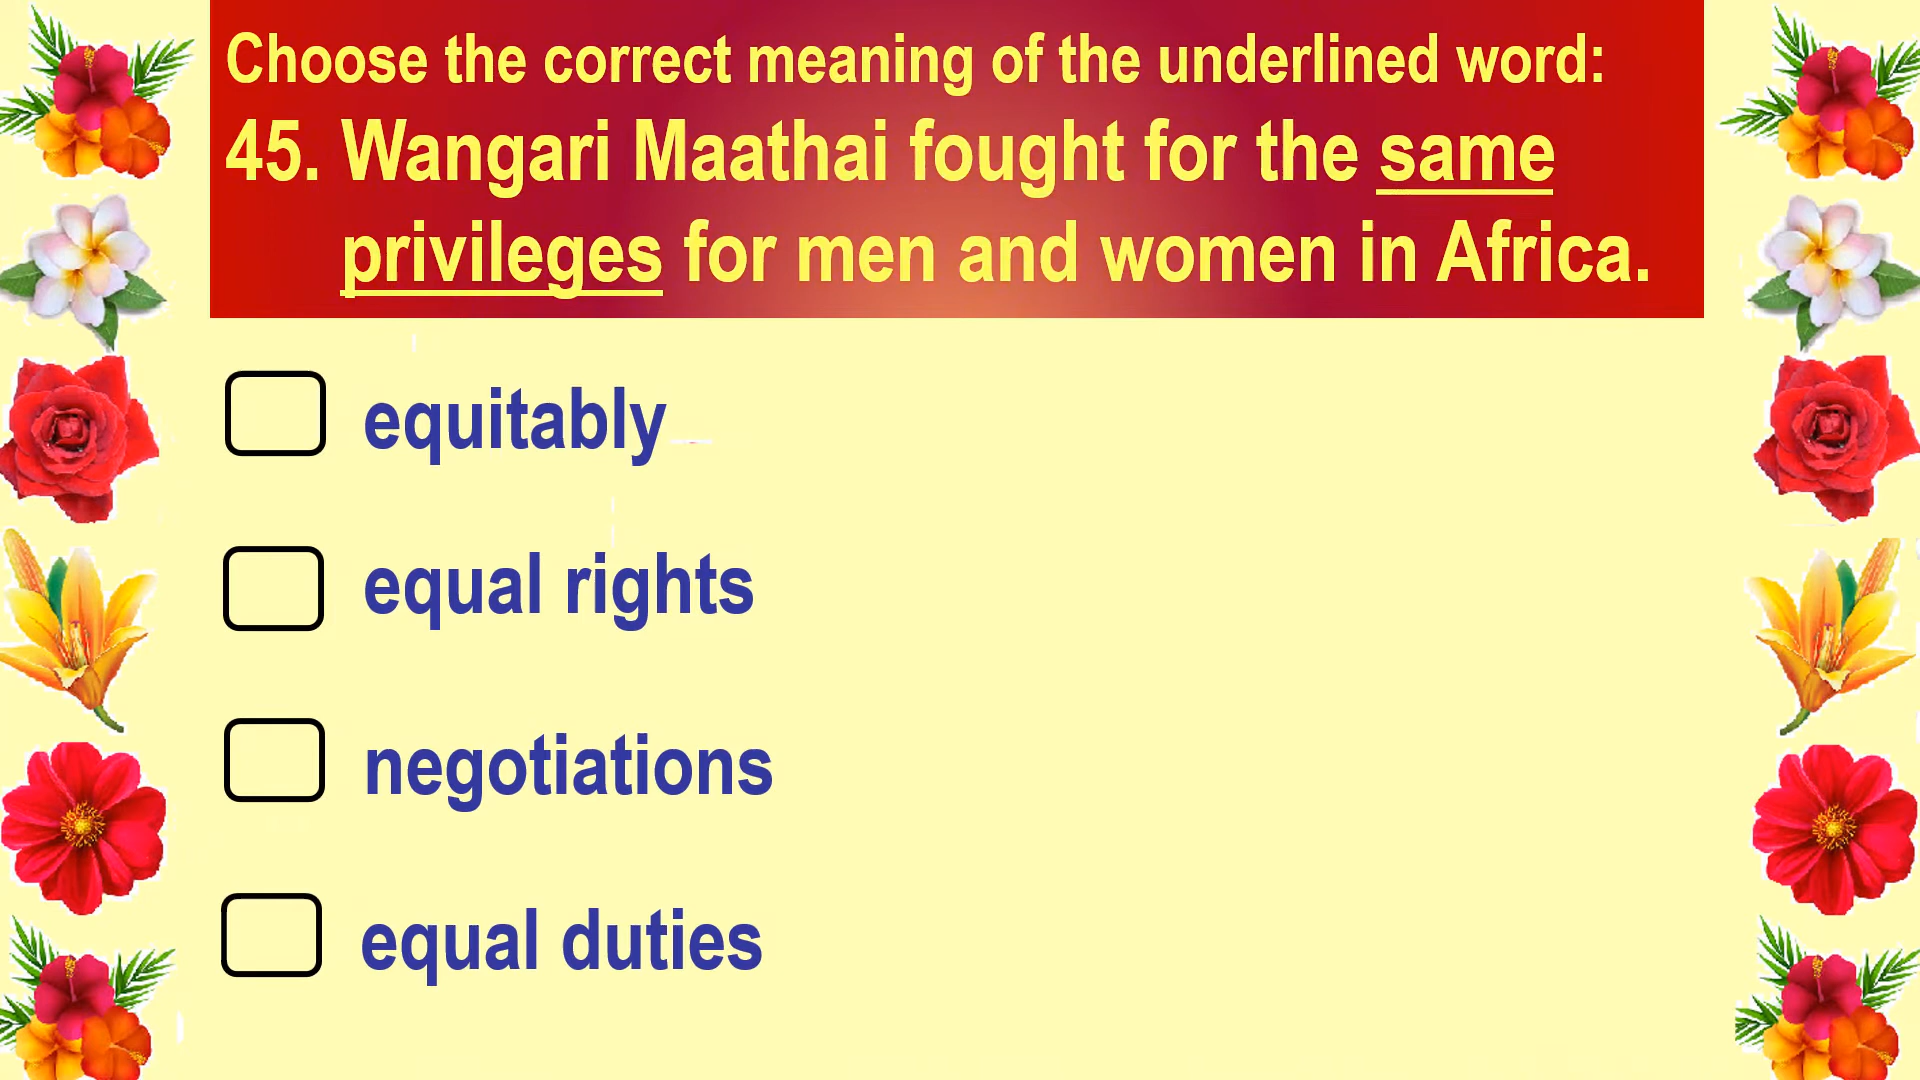 Choose the correct meaning of the underlined word:
45. Wangari Maathai fought for the same
privileges for men and women in Africa.
equitably
equal rights
negotiations
equal duties